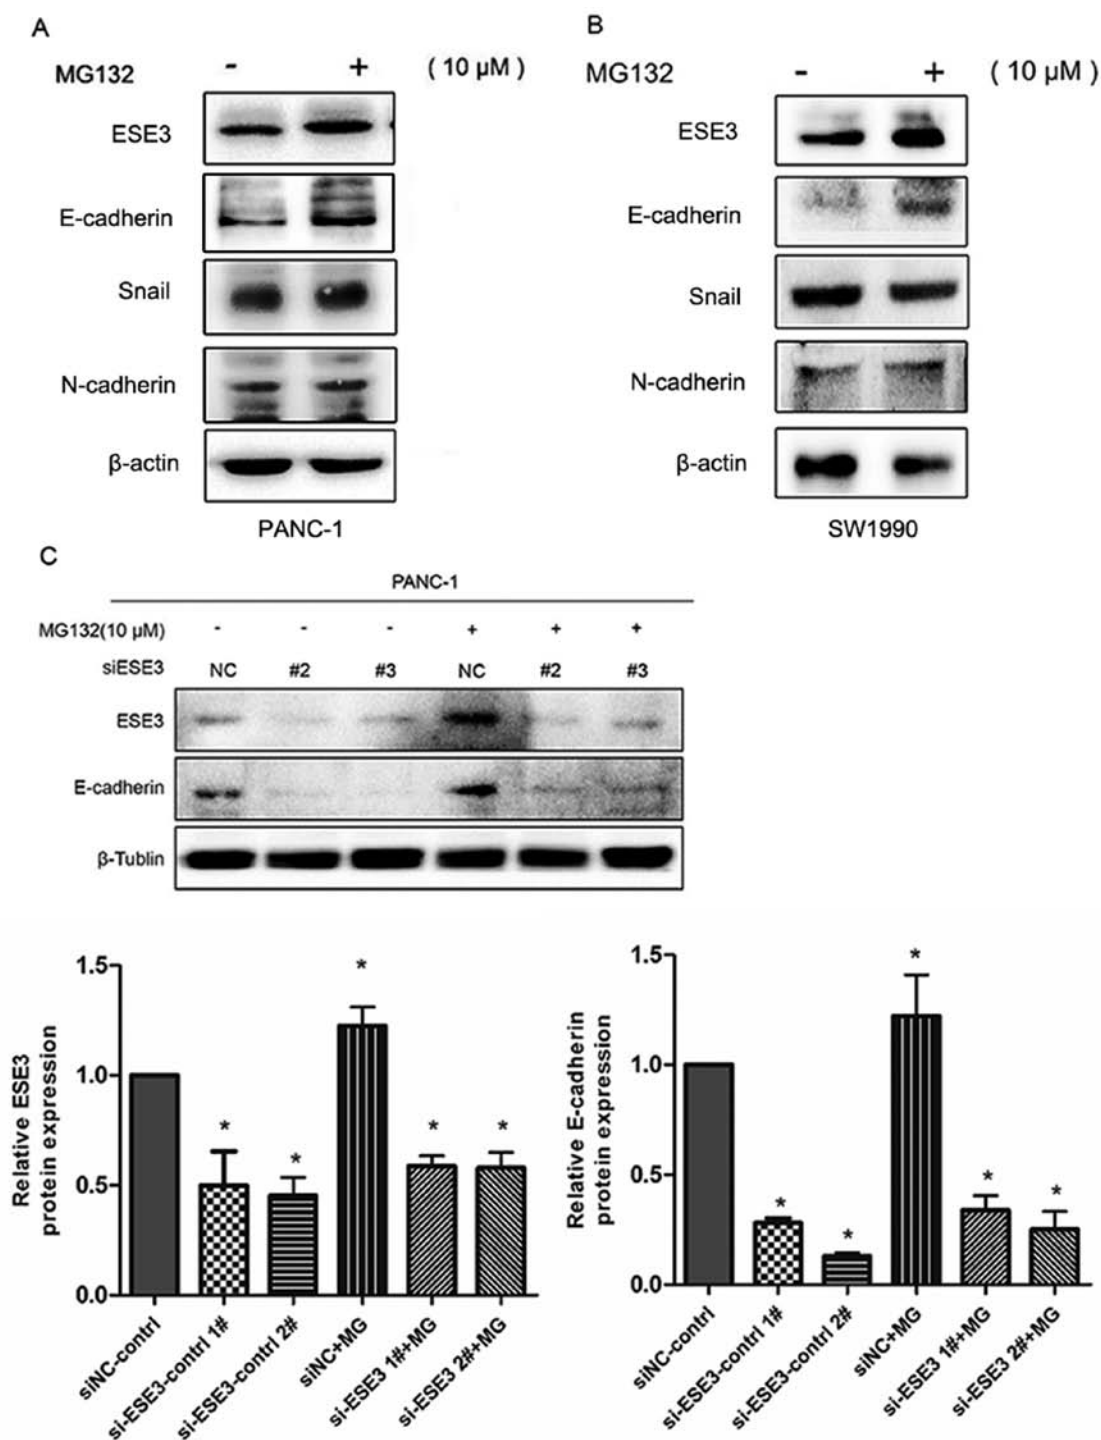 A
MG132 - + ( 10 µM )
ESE3
E-cadherin
Snail
N-cadherin
β-actin
PANC-1
B
MG132 - + ( 10 µM )
ESE3
E-cadherin
Snail
N-cadherin
β-actin
SW1990
C
PANC-1
MG132(10 µM) - - - + + +
siESE3 NC #2 #3 NC #2 #3
ESE3
E-cadherin
β-Tublin
Relative ESE3
protein expression
1.5
1.0
0.5
0.0
* * * * *
siNC-contrl
si-ESE3-contrl 1#
si-ESE3-contrl 2#
siNC+MG
si-ESE3 1#+MG
si-ESE3 2#+MG
Relative E-cadherin
protein expression
1.5
1.0
0.5
0.0
* * * * *
siNC-contrl
si-ESE3-contrl 1#
si-ESE3-contrl 2#
siNC+MG
si-ESE3 1#+MG
si-ESE3 2#+MG